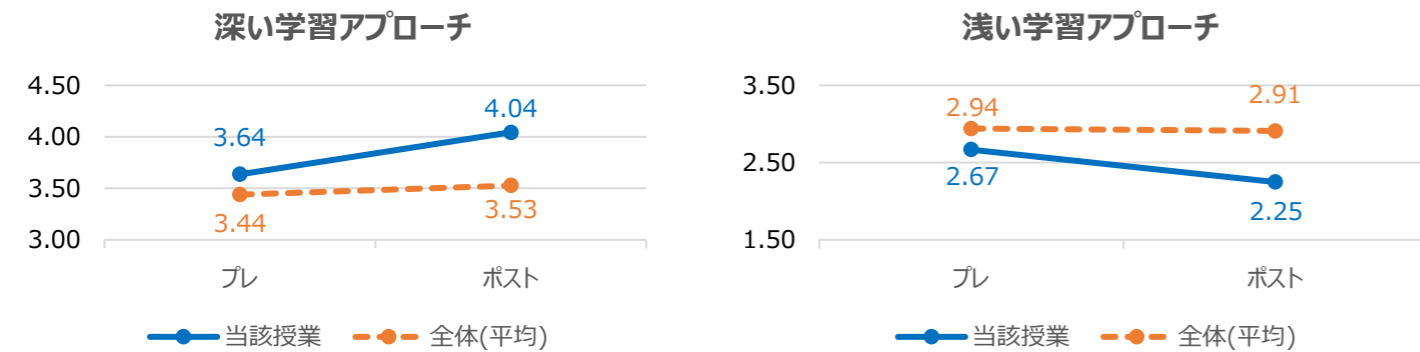 深い学習アプローチ
4.50
4.00
3.50
3.00
3.64
4.04
3.44
3.53
プレ
ポスト
当該授業
全体(平均)
浅い学習アプローチ
3.50
2.50
1.50
2.94
2.91
2.67
2.25
プレ
ポスト
当該授業
全体(平均)